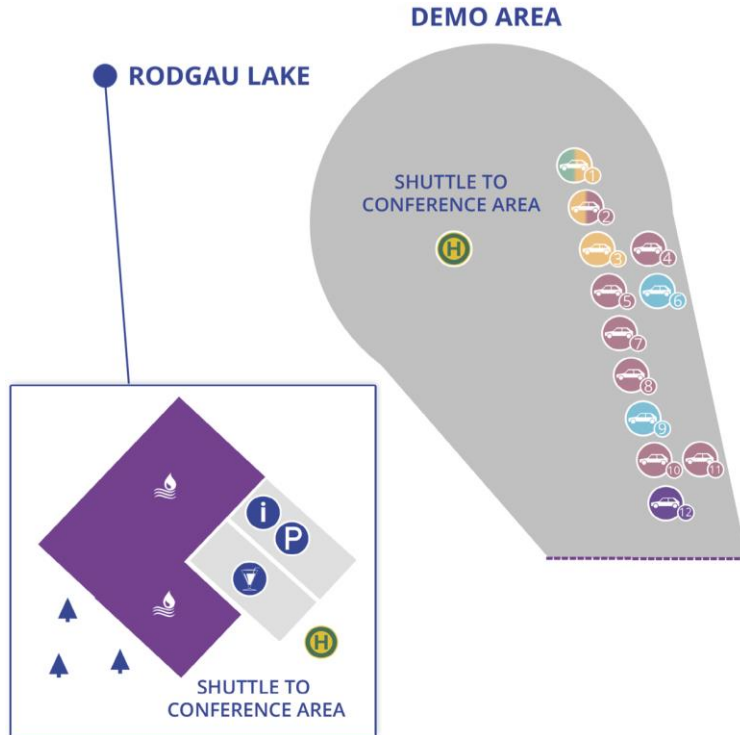 DEMO AREA
RODGAU LAKE
SHUTTLE TO
CONFERENCE AREA
H
1
2
3
4
5
6
7
8
9
10
11
12
i
P
H
SHUTTLE TO
CONFERENCE AREA